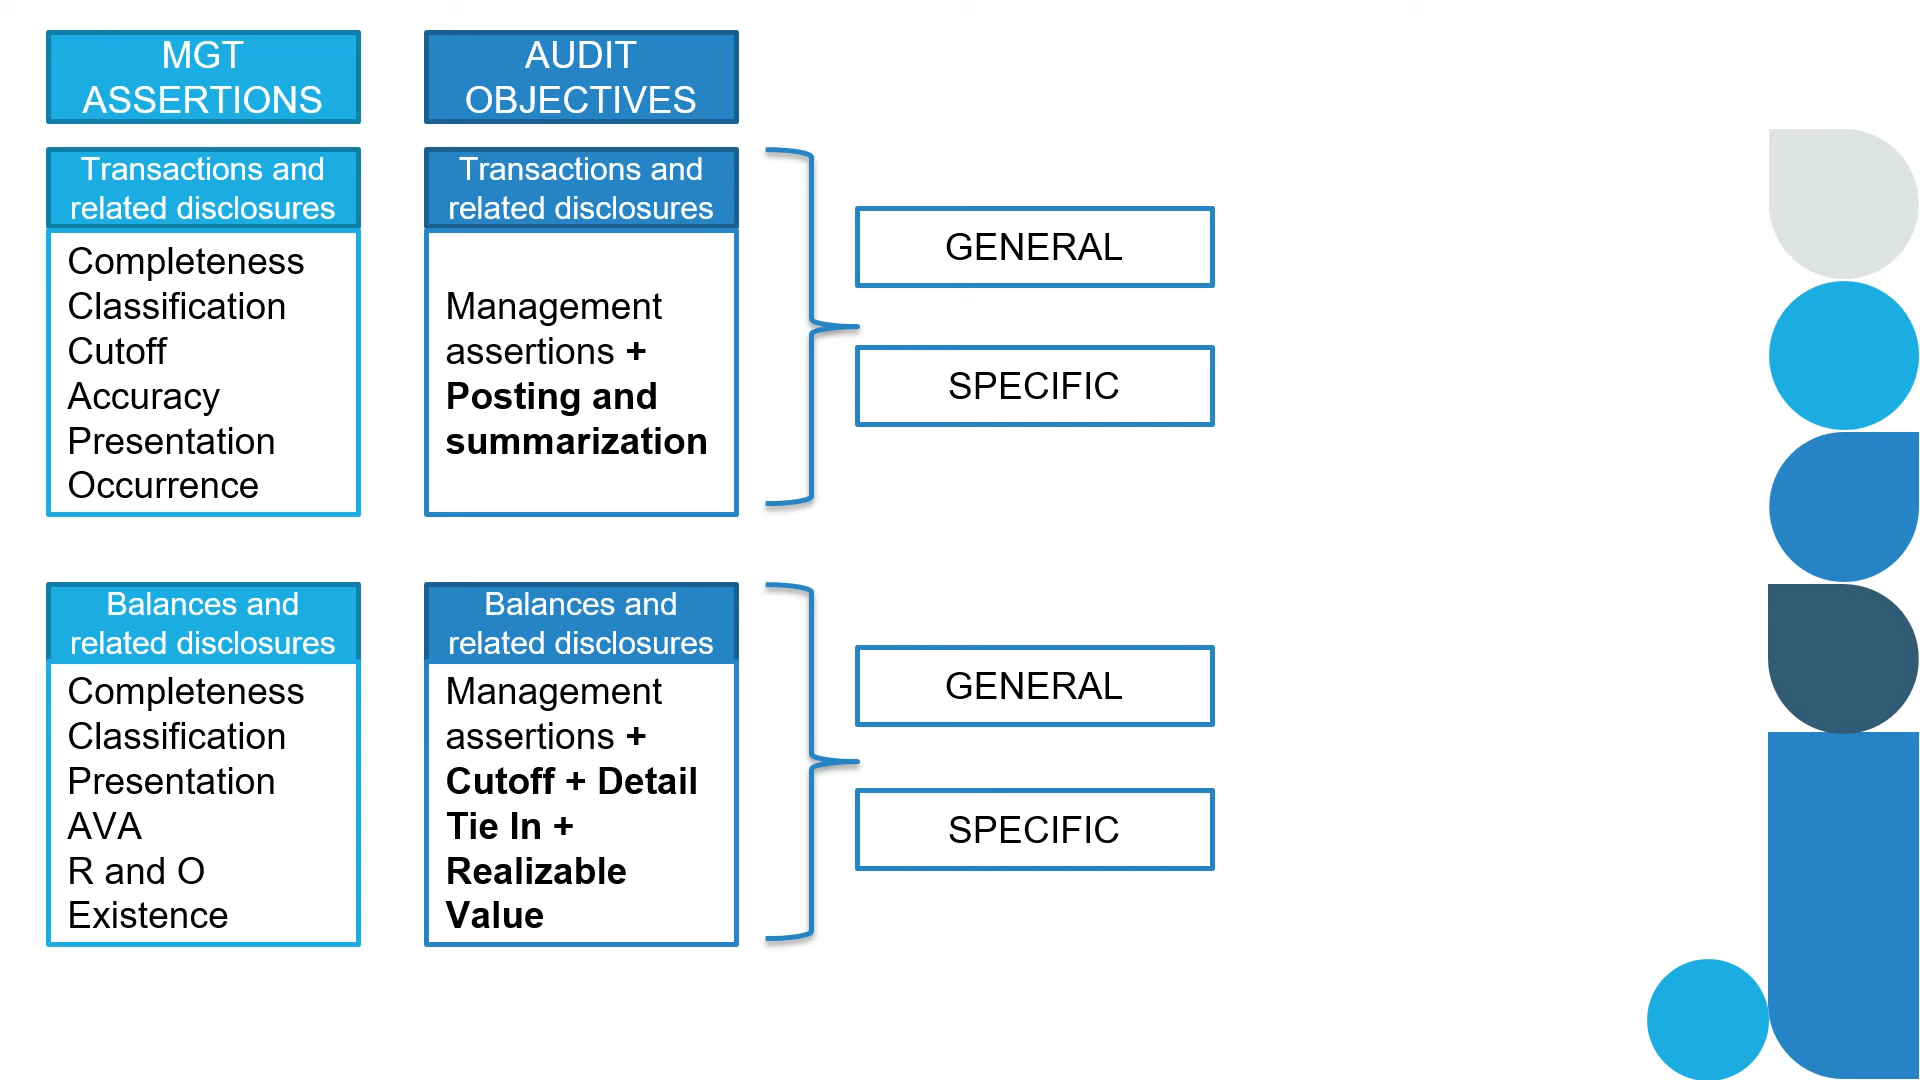 MGT
ASSERTIONS
AUDIT
OBJECTIVES
Transactions and
related disclosures
Completeness
Classification
Cutoff
Accuracy
Presentation
Occurrence
Transactions and
related disclosures
Management
assertions +
Posting and
summarization
GENERAL
SPECIFIC
Balances and
related disclosures
Completeness
Classification
Presentation
AVA
R and O
Existence
Balances and
related disclosures
Management
assertions +
Cutoff + Detail
Tie In +
Realizable
Value
GENERAL
SPECIFIC